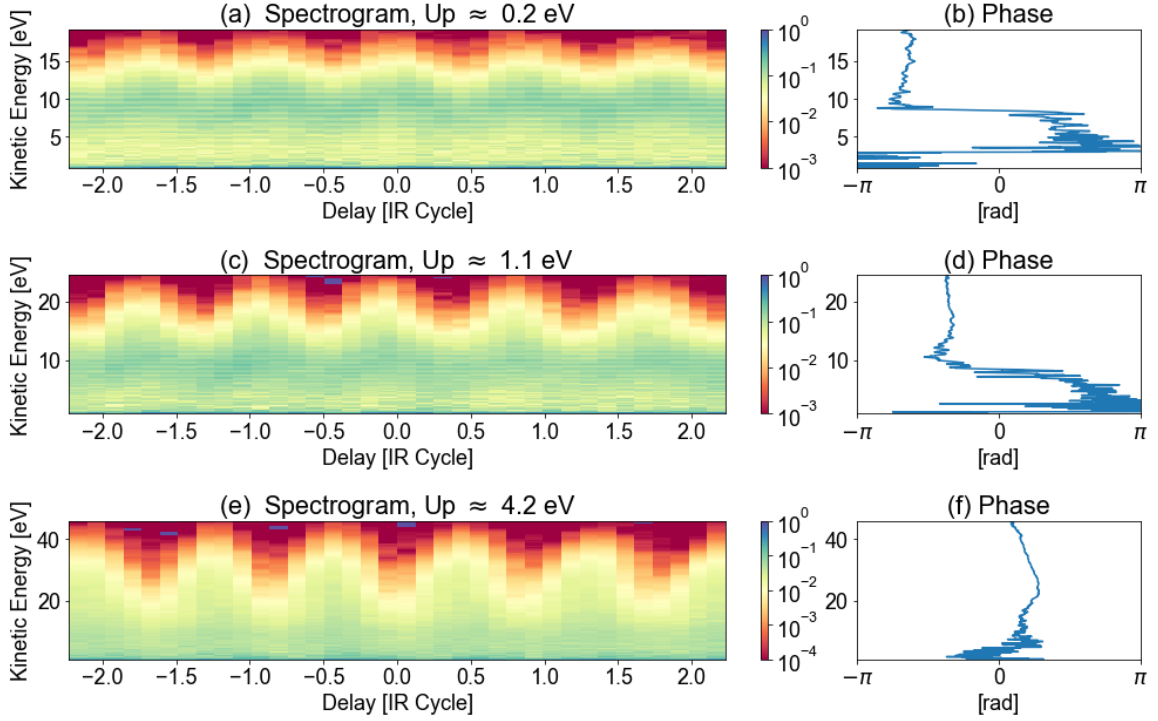 (a)  Spectrogram, Up ≈ 0.2 eV
(b) Phase
Kinetic Energy [eV]
15
10
5
−2.0 −1.5 −1.0 −0.5 0.0 0.5 1.0 1.5 2.0
Delay [IR Cycle]
10^0
10^−1
10^−2
10^−3
15
10
5
−π 0 π
[rad]
(c)  Spectrogram, Up ≈ 1.1 eV
(d) Phase
Kinetic Energy [eV]
20
10
−2.0 −1.5 −1.0 −0.5 0.0 0.5 1.0 1.5 2.0
Delay [IR Cycle]
10^0
10^−1
10^−2
10^−3
20
10
−π 0 π
[rad]
(e)  Spectrogram, Up ≈ 4.2 eV
(f) Phase
Kinetic Energy [eV]
40
20
−2.0 −1.5 −1.0 −0.5 0.0 0.5 1.0 1.5 2.0
Delay [IR Cycle]
10^0
10^−1
10^−2
10^−3
10^−4
40
20
−π 0 π
[rad]